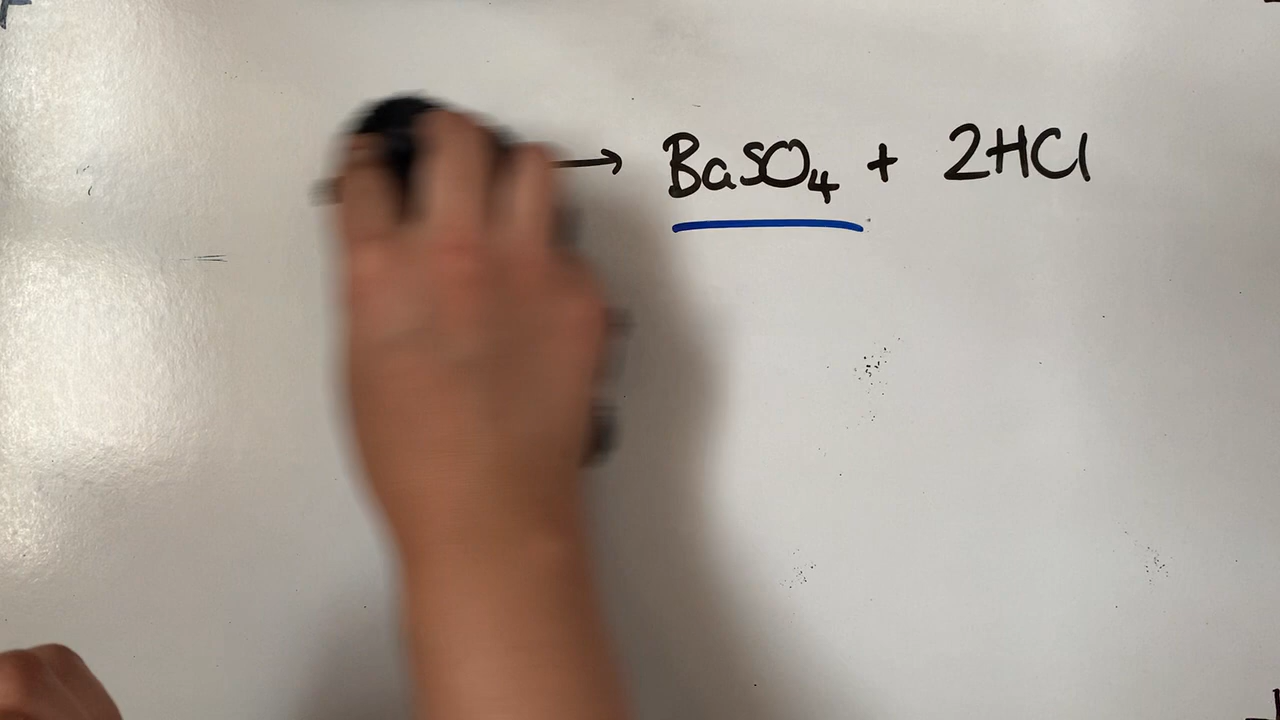 → BaSO₄ + 2HCl